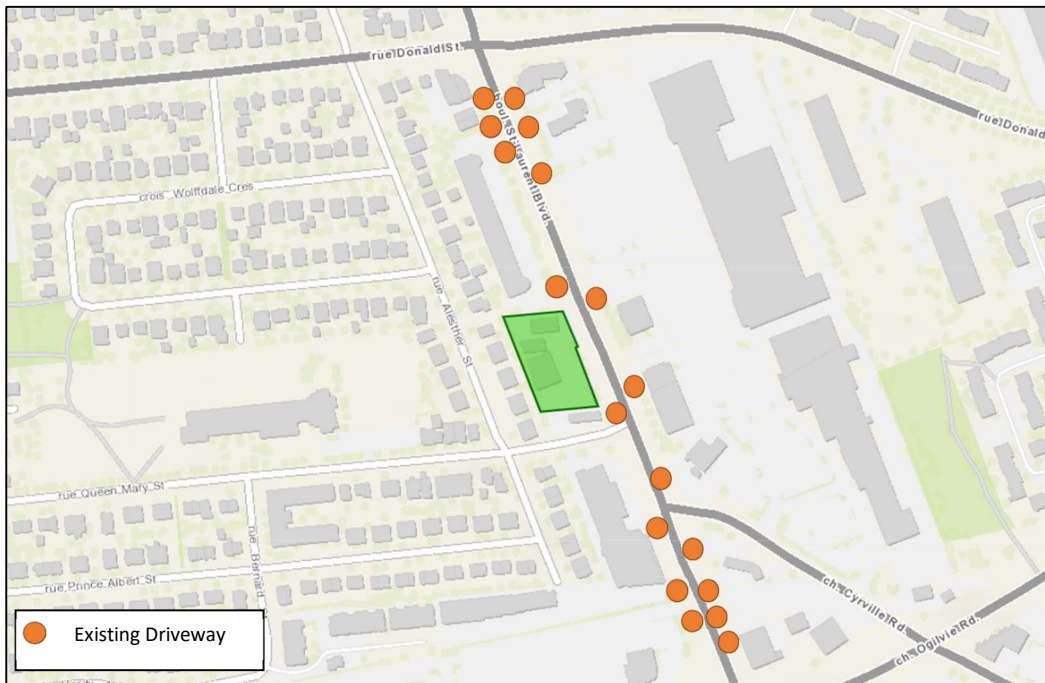 rue Donald St.
boul. St. Laurent Blvd.
rue Donald
crois Wolffdale Cres
rue Alesther St
rue Queen Mary St
rue Bernard
rue Prince Albert St
ch. Cyrville Rd
ch. Ogilvie Rd.
Existing Driveway